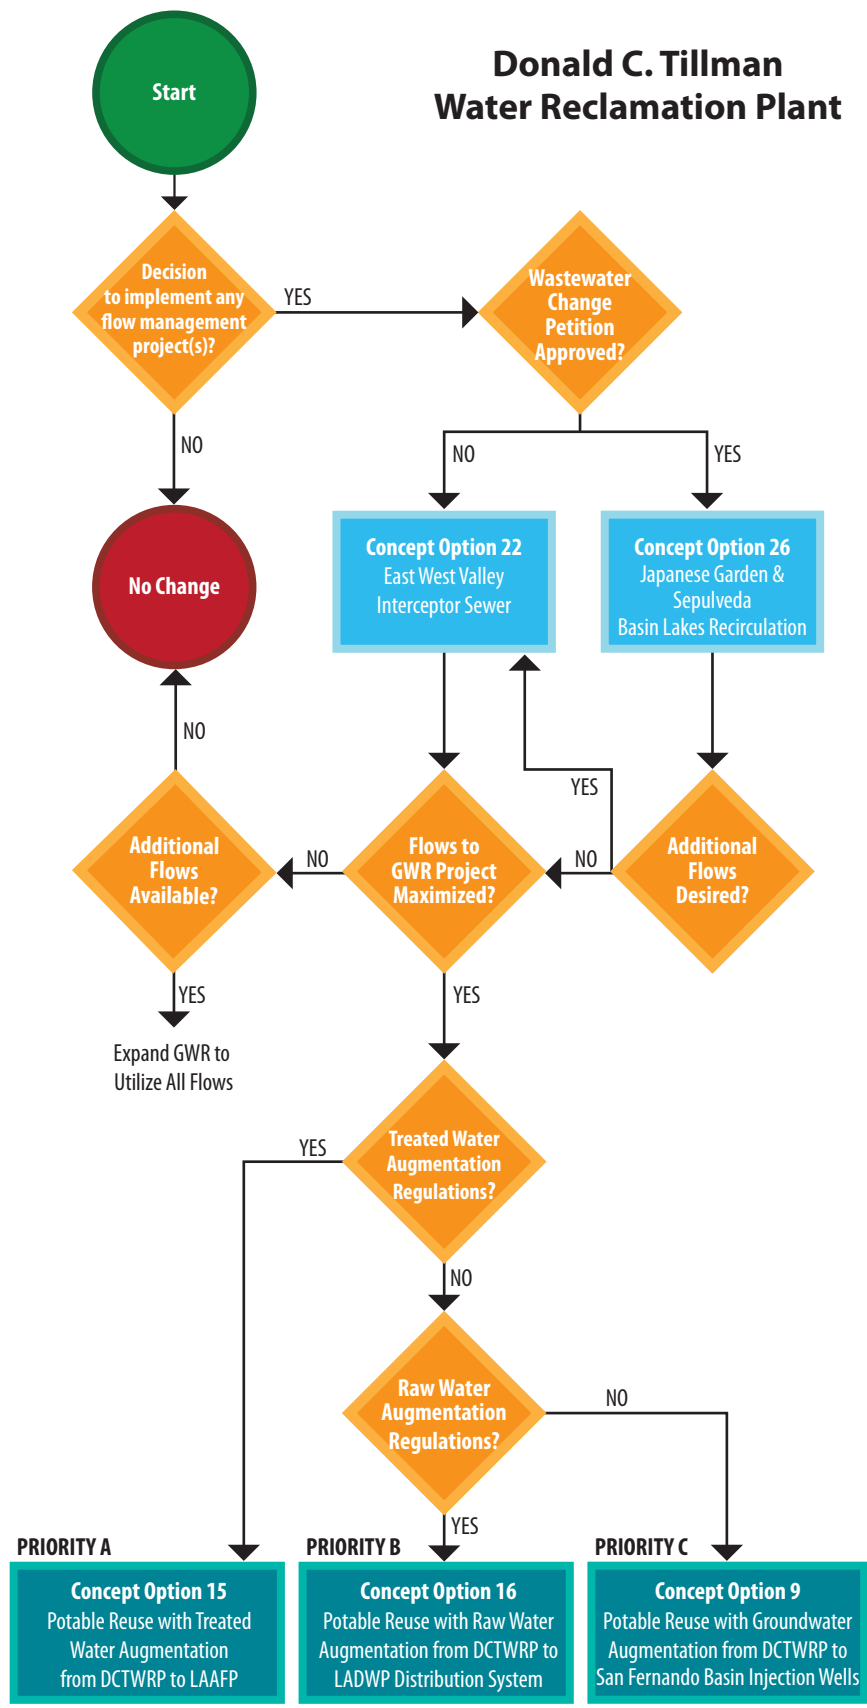 Donald C. Tillman
Water Reclamation Plant
Start
Decision
to implement any
flow management
project(s)?
YES
Wastewater
Change
Petition
Approved?
NO
NO
YES
No Change
Concept Option 22
East West Valley
Interceptor Sewer
Concept Option 26
Japanese Garden &
Sepulveda
Basin Lakes Recirculation
NO
YES
Additional
Flows
Available?
NO
Flows to
GWR Project
Maximized?
NO
Additional
Flows
Desired?
YES
YES
Expand GWR to
Utilize All Flows
YES
Treated Water
Augmentation
Regulations?
NO
Raw Water
Augmentation
Regulations?
NO
YES
PRIORITY A
Concept Option 15
Potable Reuse with Treated
Water Augmentation
from DCTWRP to LAAFP
PRIORITY B
Concept Option 16
Potable Reuse with Raw Water
Augmentation from DCTWRP to
LADWP Distribution System
PRIORITY C
Concept Option 9
Potable Reuse with Groundwater
Augmentation from DCTWRP to
San Fernando Basin Injection Wells